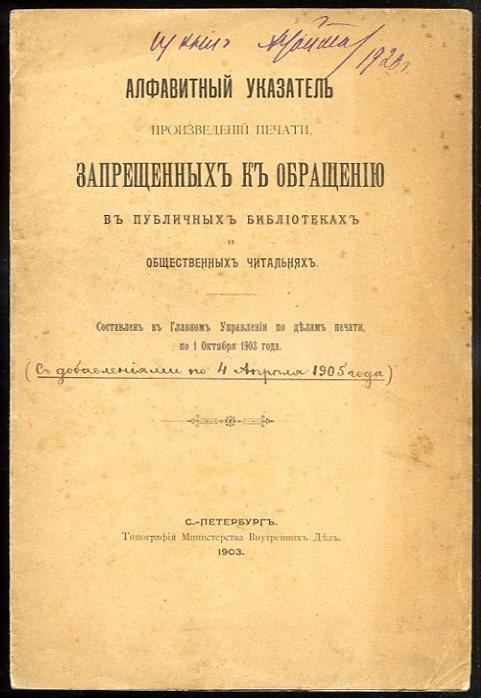 1920г.
АЛФАВИТНЫЙ УКАЗАТЕЛЬ
ПРОИЗВЕДЕНІЙ ПЕЧАТИ,
ЗАПРЕЩЕННЫХЪ КЪ ОБРАЩЕНІЮ
ВЪ ПУБЛИЧНЫХЪ БИБЛІОТЕКАХЪ
И
ОБЩЕСТВЕННЫХЪ ЧИТАЛЬНЯХЪ.
Составленъ въ Главномъ Управленіи по дѣламъ печати,
по 1 Октября 1903 года.
(Съ добавленіями по 4 Апрѣля 1905 года)
С.-ПЕТЕРБУРГЪ.
Типографія Министерства Внутреннихъ Дѣлъ.
1903.